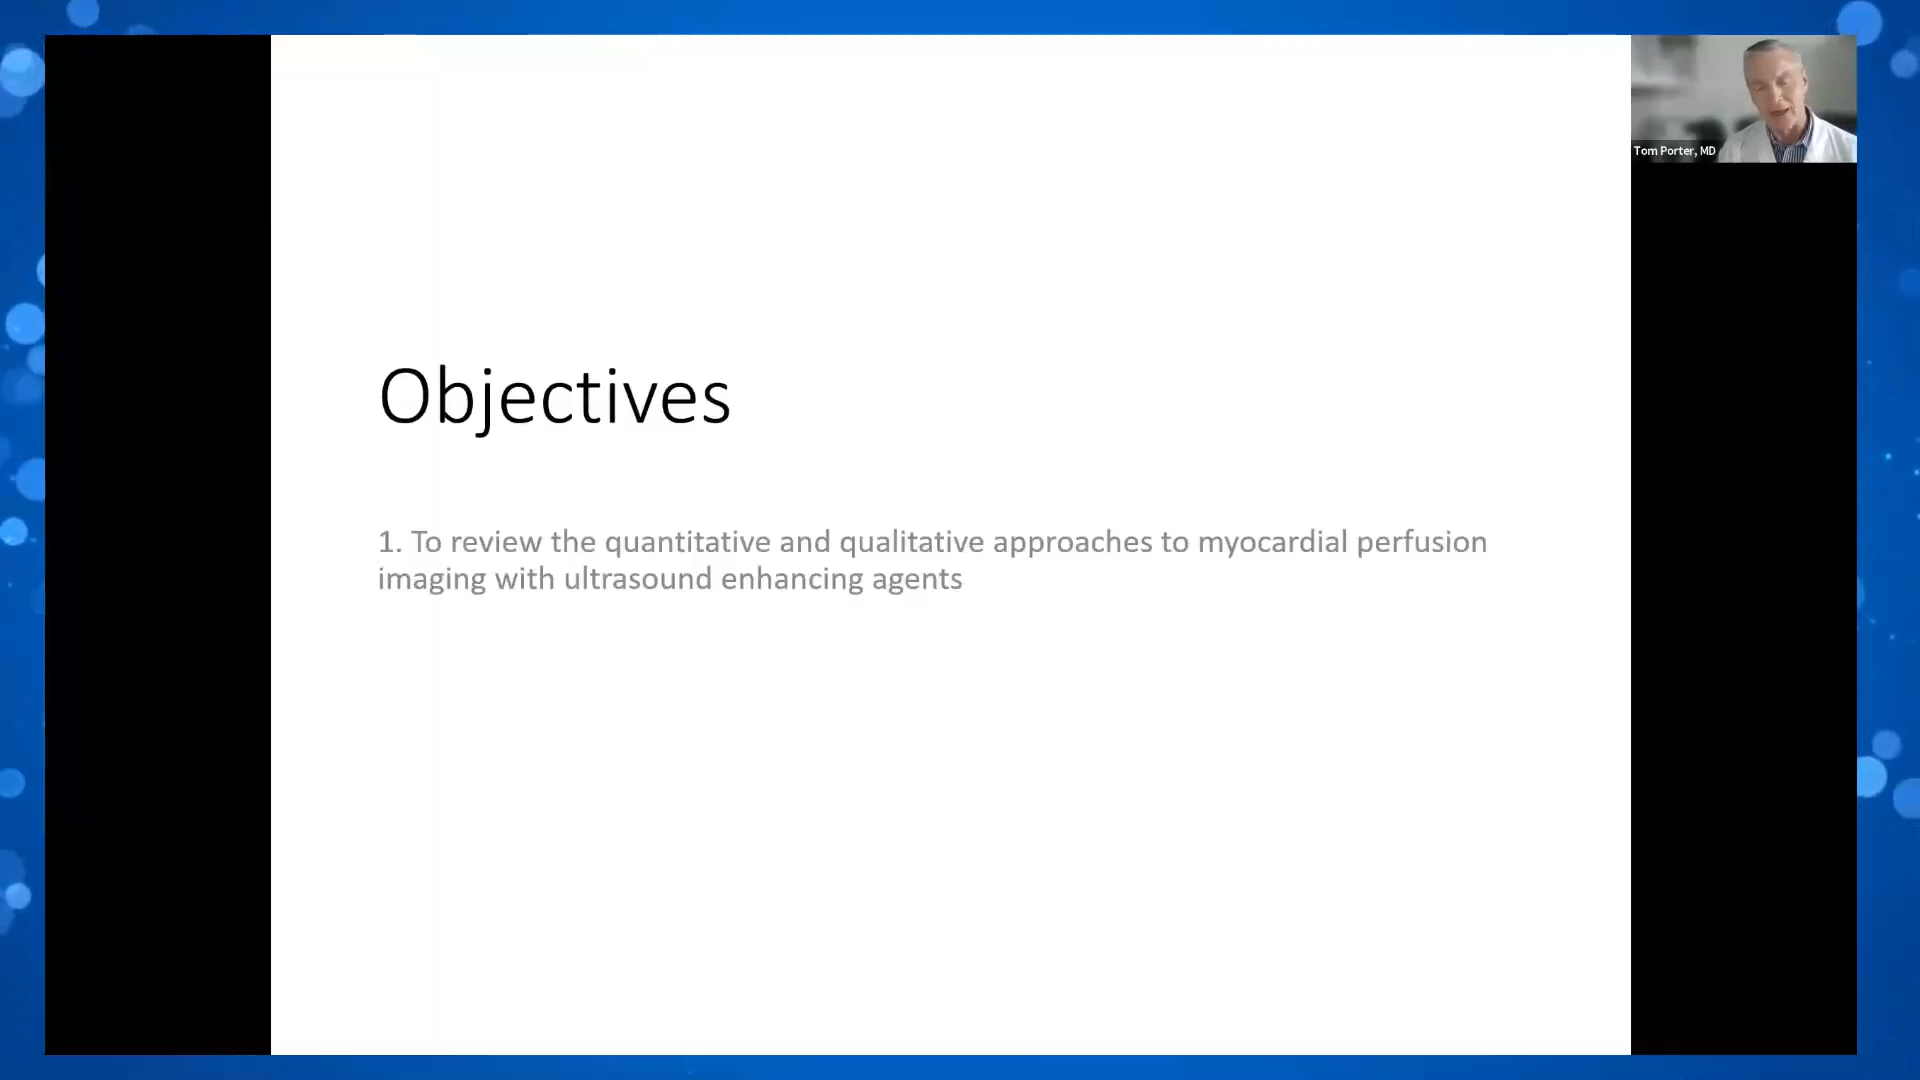 Tom Porter, MD
Objectives
1. To review the quantitative and qualitative approaches to myocardial perfusion
imaging with ultrasound enhancing agents